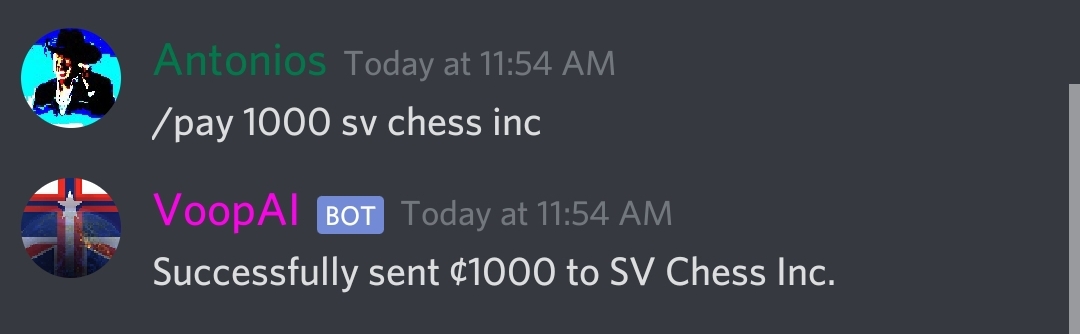 Antonios Today at 11:54 AM
/pay 1000 sv chess inc
VoopAI BOT Today at 11:54 AM
Successfully sent ¢1000 to SV Chess Inc.